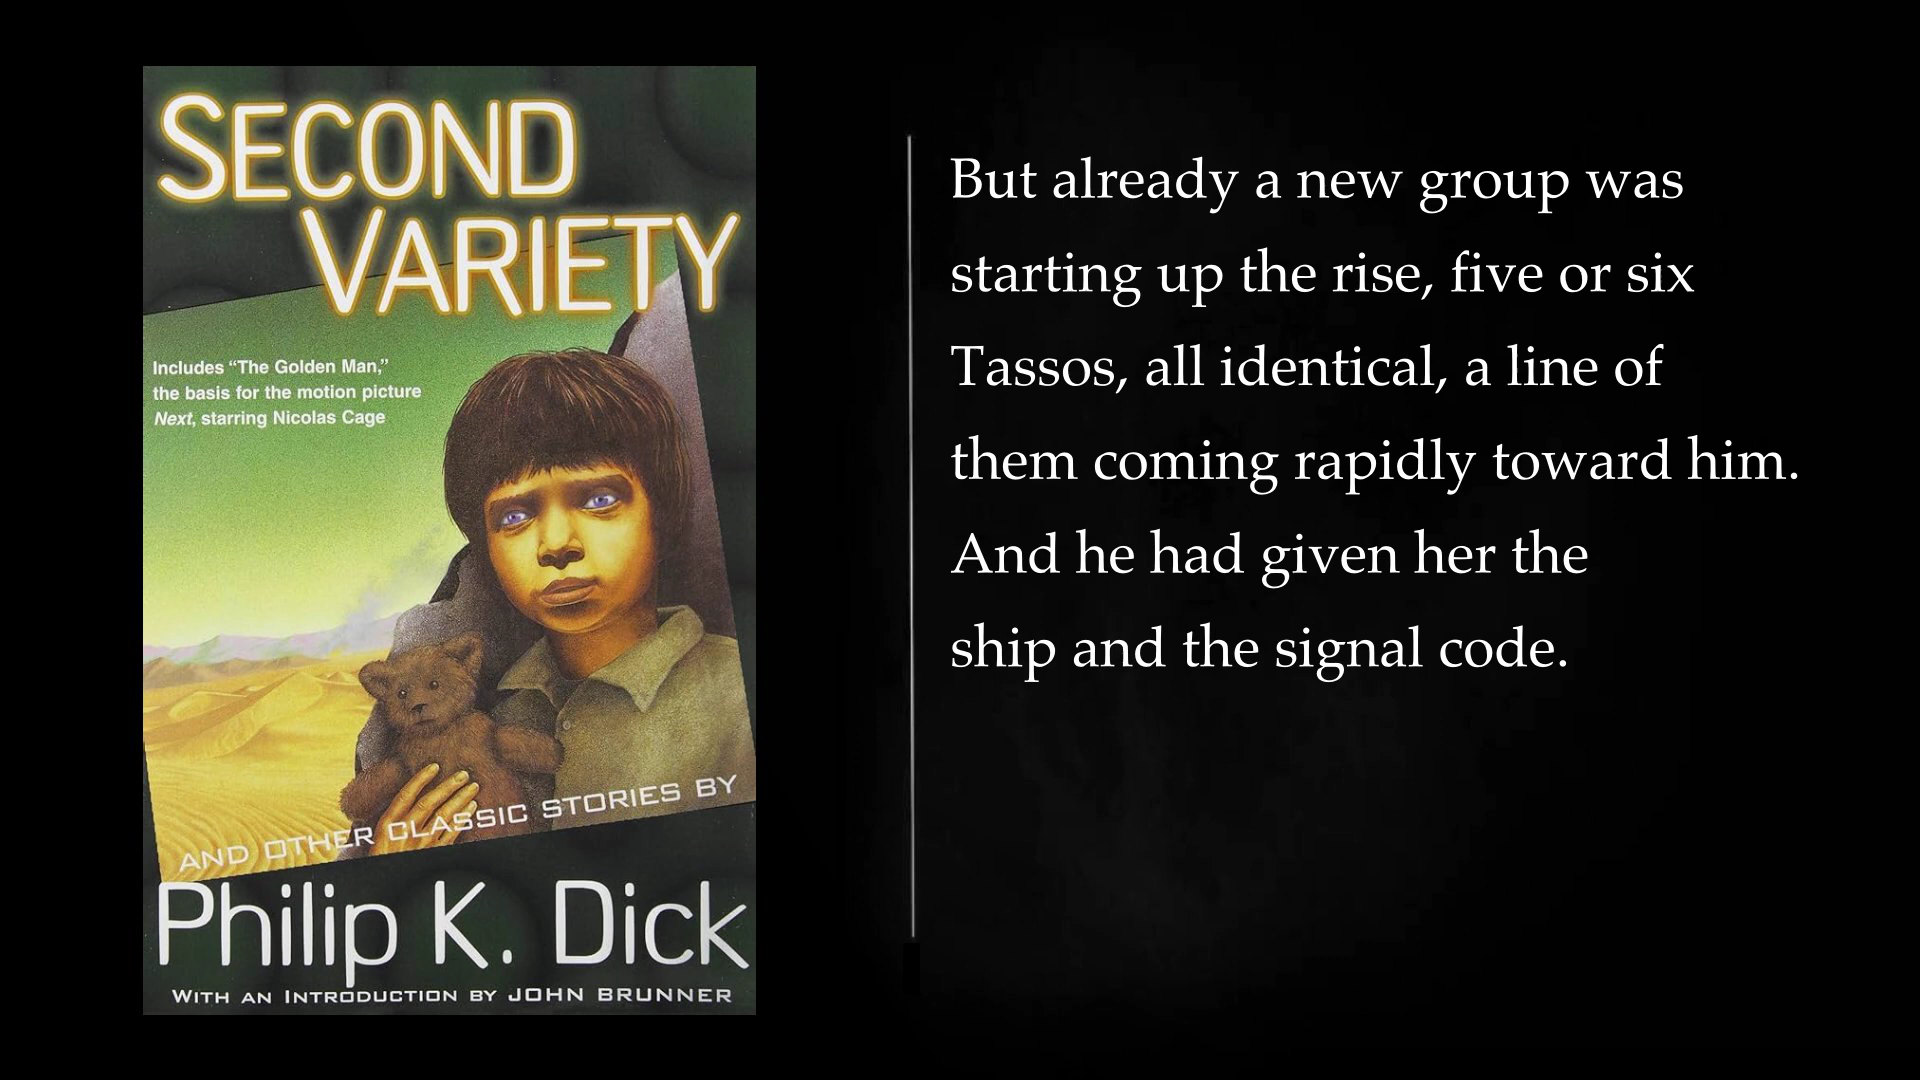 SECOND
VARIETY
Includes “The Golden Man,”
the basis for the motion picture
Next, starring Nicolas Cage
AND OTHER CLASSIC STORIES BY
Philip K. Dick
WITH AN INTRODUCTION BY JOHN BRUNNER
But already a new group was
starting up the rise, five or six
Tassos, all identical, a line of
them coming rapidly toward him.
And he had given her the
ship and the signal code.